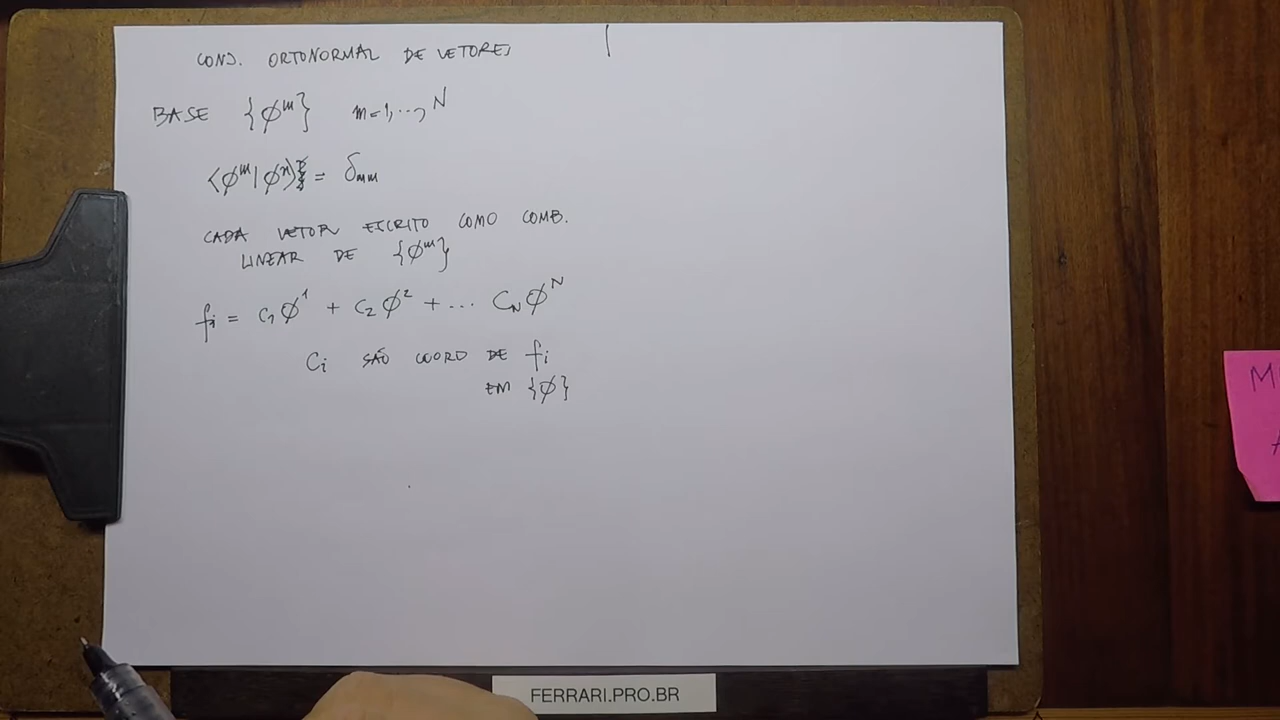 CONJ. ORTONORMAL DE VETORES
BASE {ϕᵐ} m=1,...,N
⟨ϕᵐ|ϕⁿ⟩ = δₘₙ
CADA VETOR ESCRITO COMO COMB.
LINEAR DE {ϕᵐ}
fᵢ = c₁ϕ¹ + c₂ϕ² + ... C_Nϕᴺ
Cᵢ SÃO COORD DE fᵢ
EM {ϕ}
M
FERRARI.PRO.BR